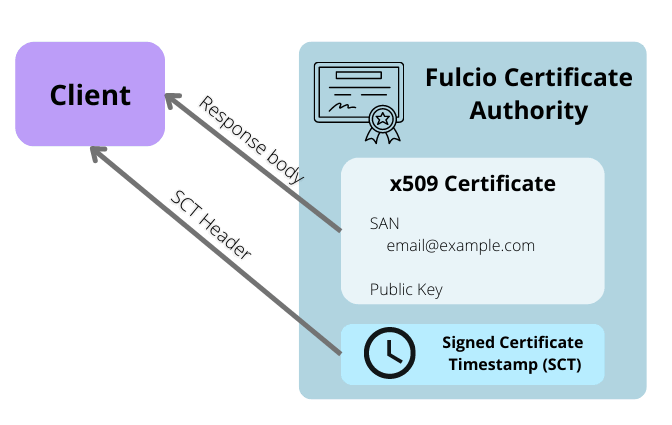 Client
Fulcio Certificate
Authority
Response body
SCT Header
x509 Certificate
SAN
email@example.com
Public Key
Signed Certificate
Timestamp (SCT)